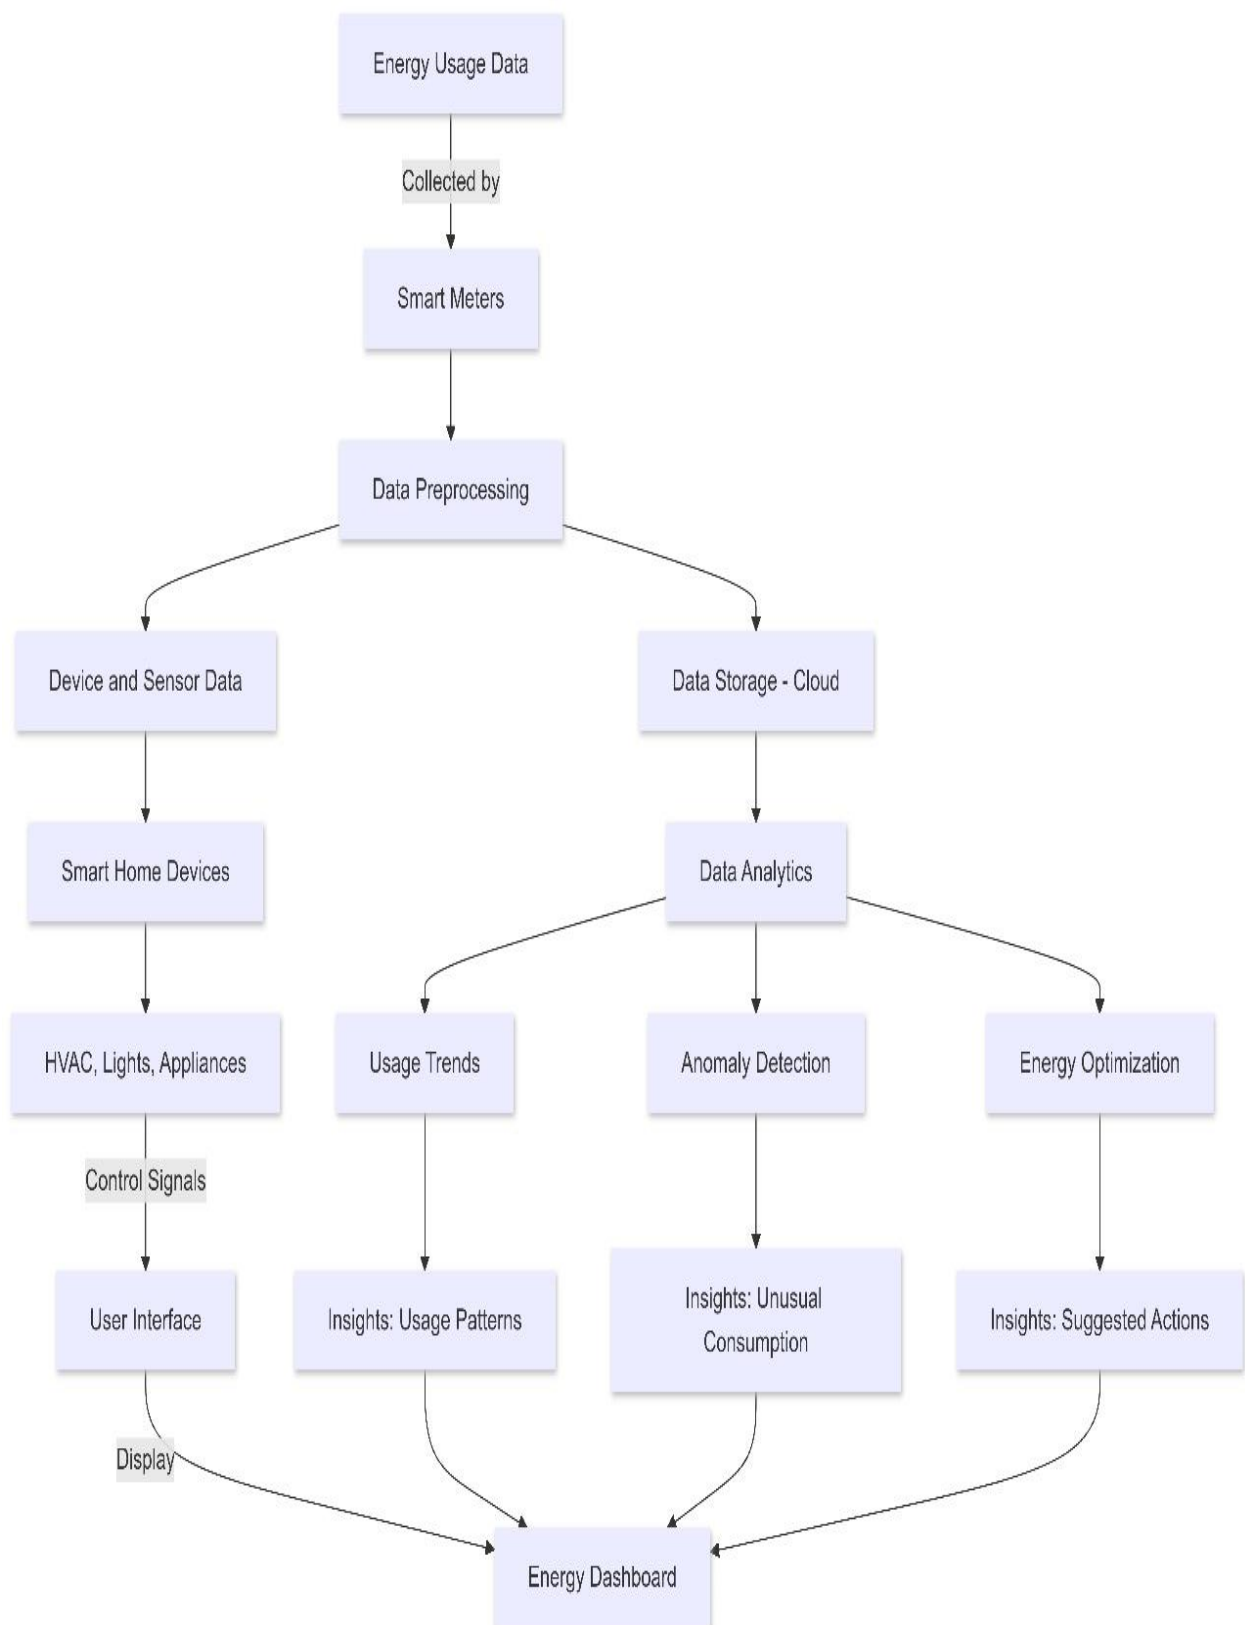 Energy Usage Data
Collected by
Smart Meters
Data Preprocessing
Device and Sensor Data
Data Storage - Cloud
Smart Home Devices
Data Analytics
HVAC, Lights, Appliances
Usage Trends
Anomaly Detection
Energy Optimization
Control Signals
User Interface
Insights: Usage Patterns
Insights: Unusual
Consumption
Insights: Suggested Actions
Display
Energy Dashboard